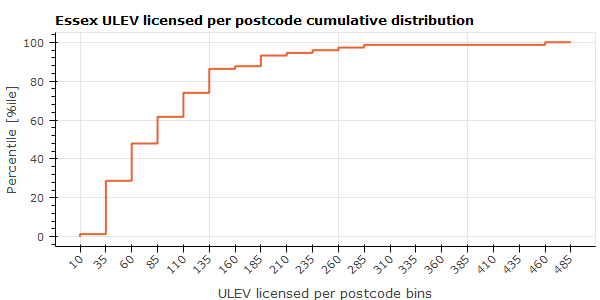 Essex ULEV licensed per postcode cumulative distribution
Percentile [%ile]
100
80
60
40
20
0
10 35 60 85 110 135 160 185 210 235 260 285 310 335 360 385 410 435 460 485
ULEV licensed per postcode bins